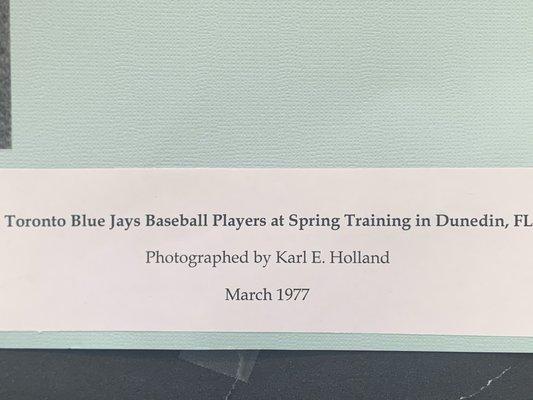 Toronto Blue Jays Baseball Players at Spring Training in Dunedin, FL
Photographed by Karl E. Holland
March 1977